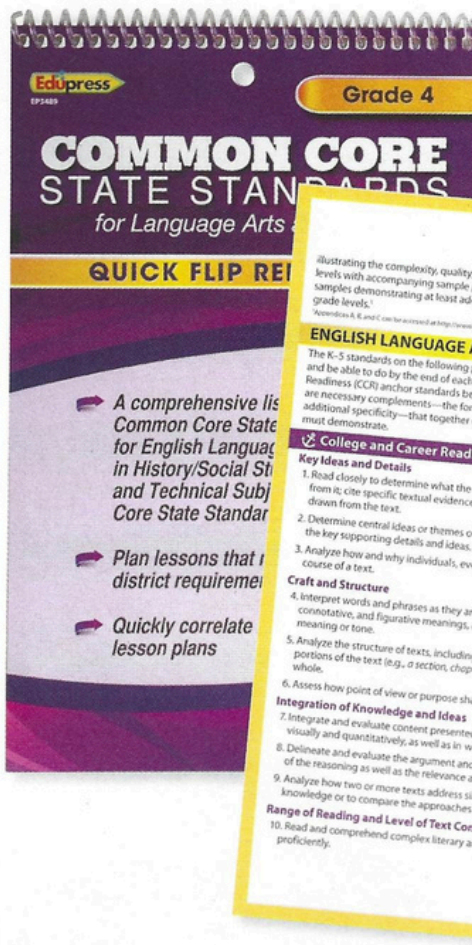 Edupress
EP3489
Grade 4
COMMON CORE
STATE STANDARDS
for Language Arts
QUICK FLIP RE
A comprehensive lis
Common Core State
for English Languag
in History/Social St
and Technical Subj
Core State Standar
Plan lessons that
district requireme
Quickly correlate
lesson plans
illustrating the complexity, quality
levels with accompanying sample
samples demonstrating at least ad
grade levels.¹
¹Appendices A, B, and C can be accessed at http://www
ENGLISH LANGUAGE A
The K–5 standards on the following
and be able to do by the end of each
Readiness (CCR) anchor standards be
are necessary complements—the for
additional specificity—that together
must demonstrate.
College and Career Read
Key Ideas and Details
1. Read closely to determine what the
from it; cite specific textual evidence
drawn from the text.
2. Determine central ideas or themes o
the key supporting details and ideas.
3. Analyze how and why individuals, eve
course of a text.
Craft and Structure
4. Interpret words and phrases as they a
connotative, and figurative meanings,
meaning or tone.
5. Analyze the structure of texts, includin
portions of the text (e.g., a section, chap
whole.
6. Assess how point of view or purpose sha
Integration of Knowledge and Ideas
7. Integrate and evaluate content presente
visually and quantitatively, as well as in w
8. Delineate and evaluate the argument and
of the reasoning as well as the relevance a
9. Analyze how two or more texts address si
knowledge or to compare the approaches
Range of Reading and Level of Text Com
10. Read and comprehend complex literary a
proficiently.